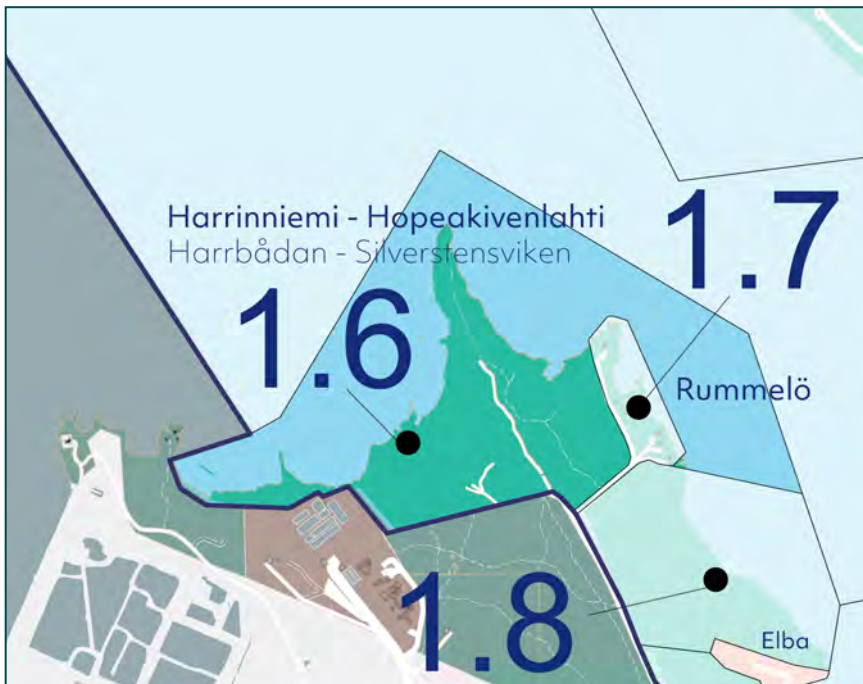 Harrinniemi - Hopeakivenlahti
Harrbådan - Silverstensviken
1.7
1.6
Rummelö
1.8
Elba